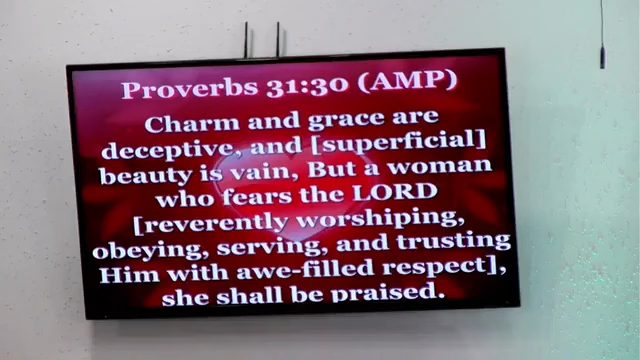 Proverbs 31:30 (AMP)
Charm and grace are
deceptive, and [superficial]
beauty is vain, But a woman
who fears the LORD
[reverently worshiping,
obeying, serving, and trusting
Him with awe-filled respect],
she shall be praised.